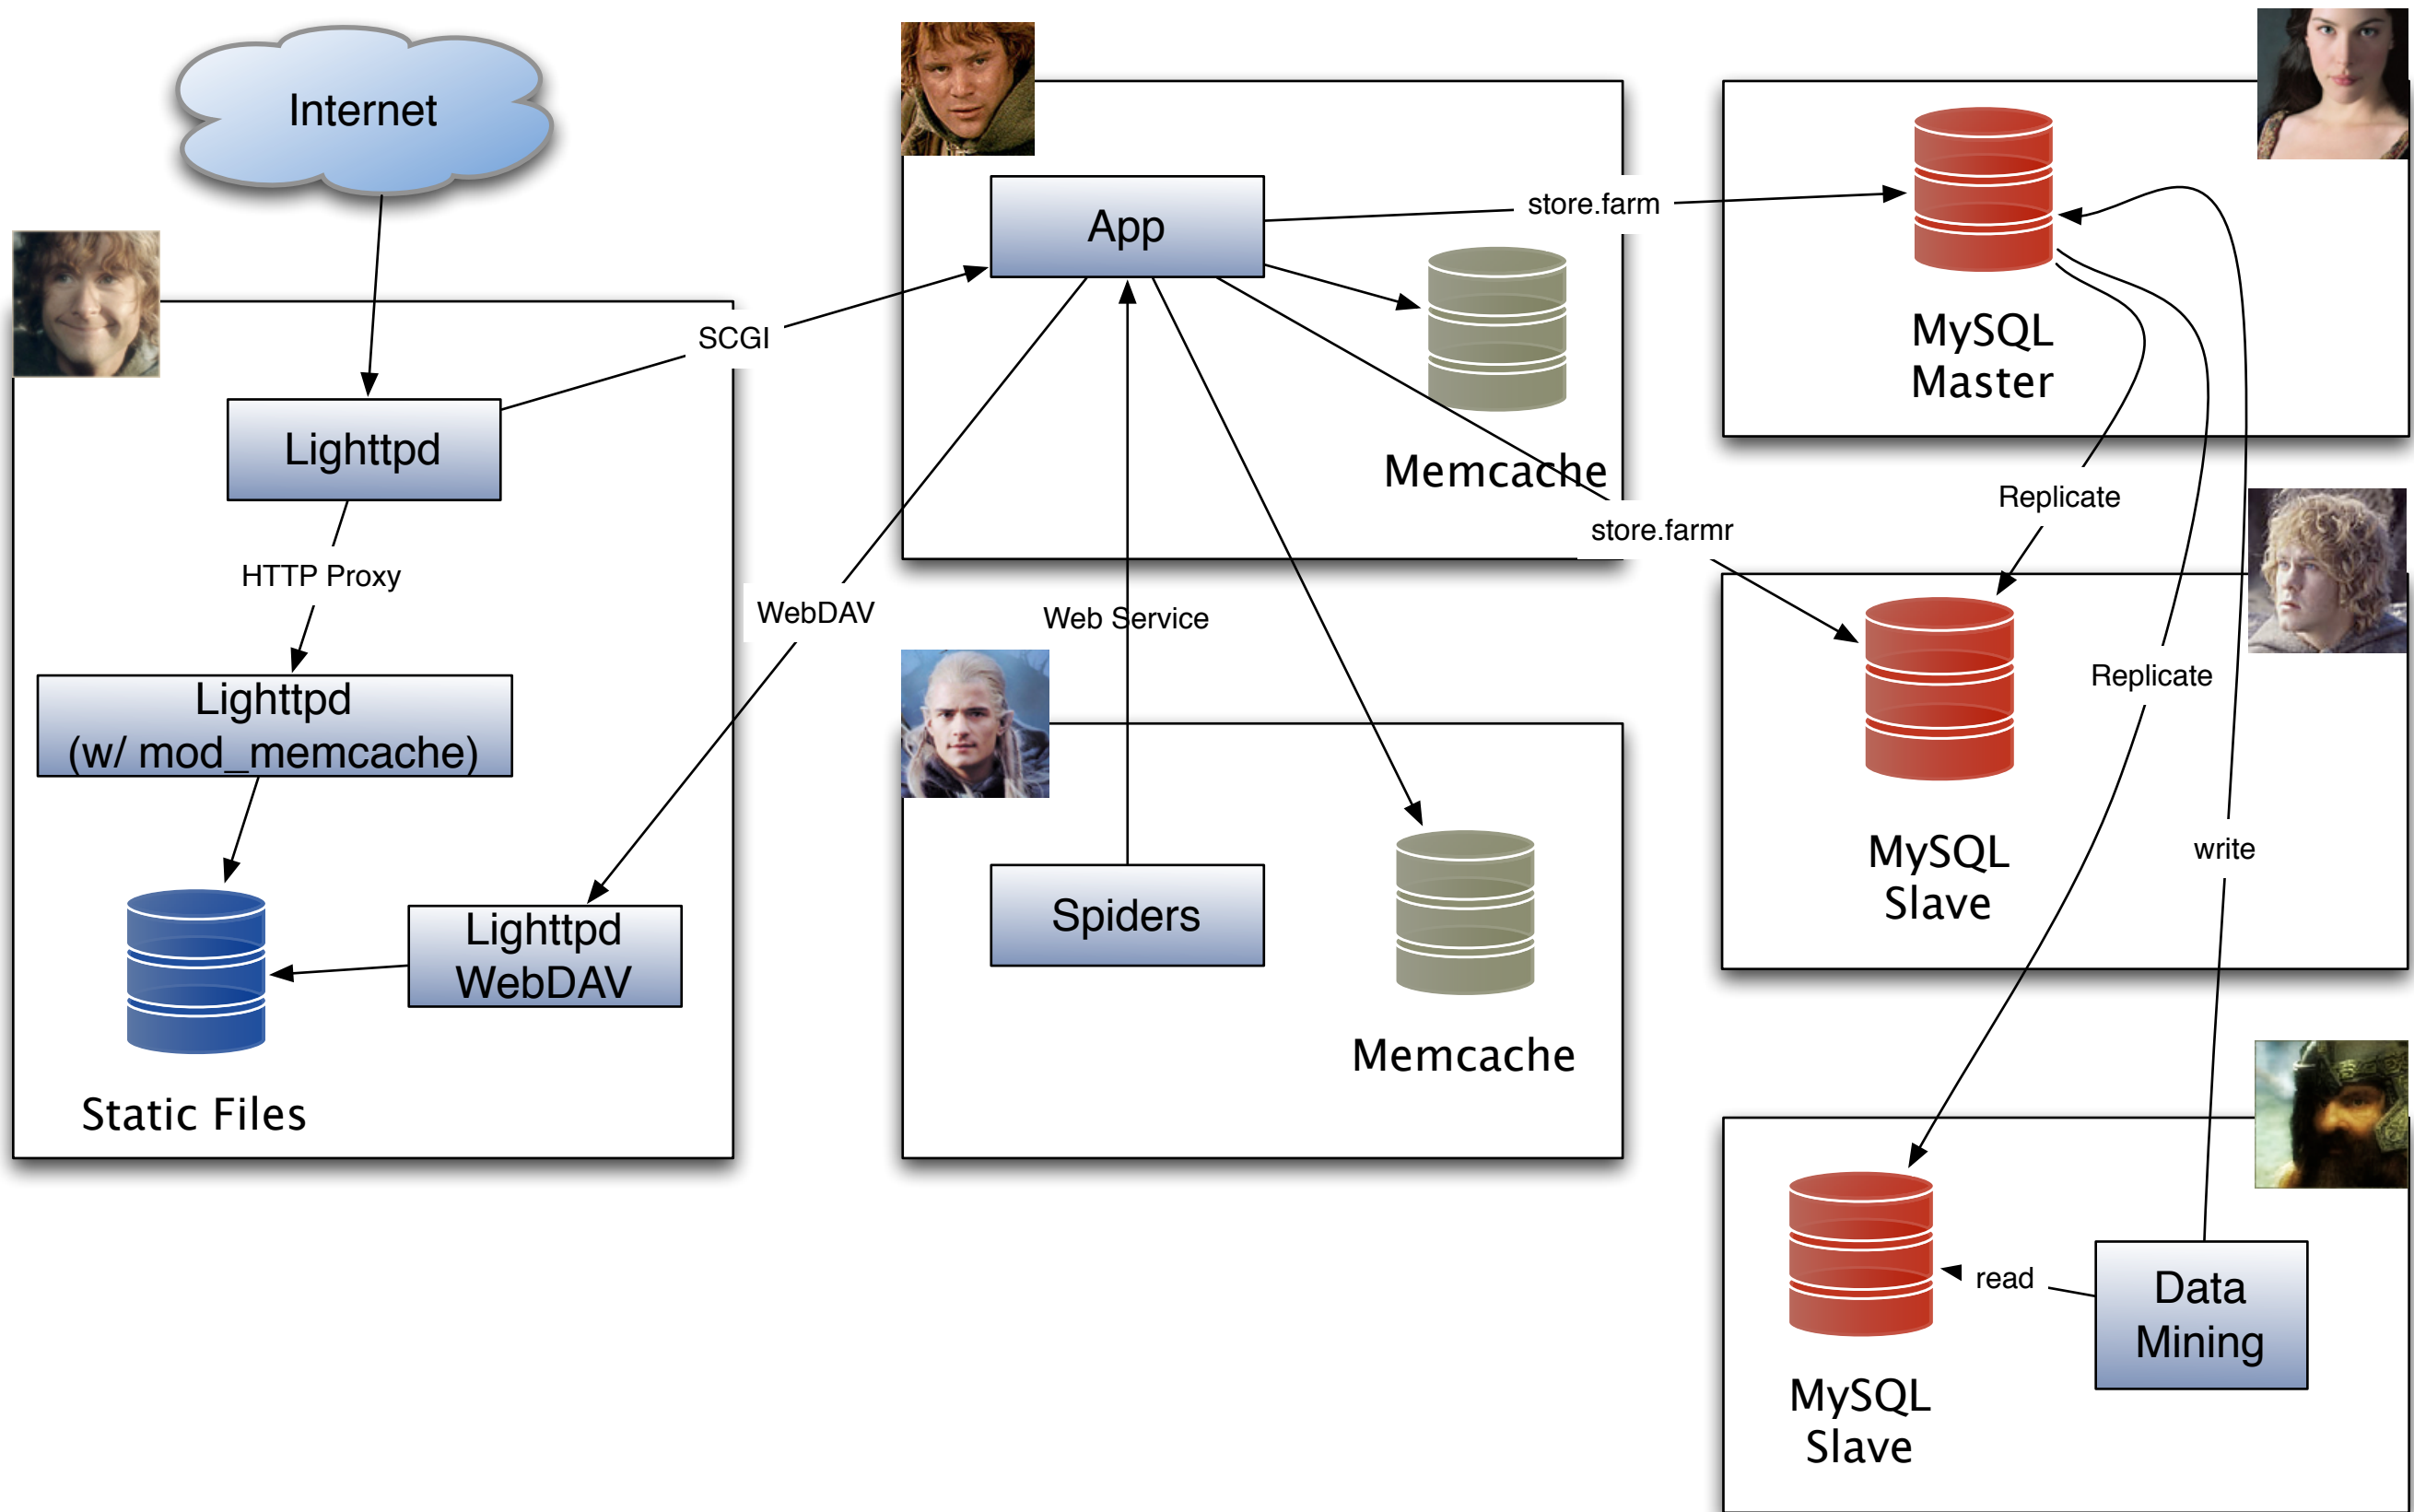 Internet
Lighttpd
SCGI
HTTP Proxy
Lighttpd
(w/ mod_memcache)
Lighttpd
WebDAV
Static Files
App
store.farm
Memcache
store.farmr
WebDAV
Web Service
Spiders
Memcache
MySQL
Master
Replicate
MySQL
Slave
Replicate
write
MySQL
Slave
read
Data
Mining